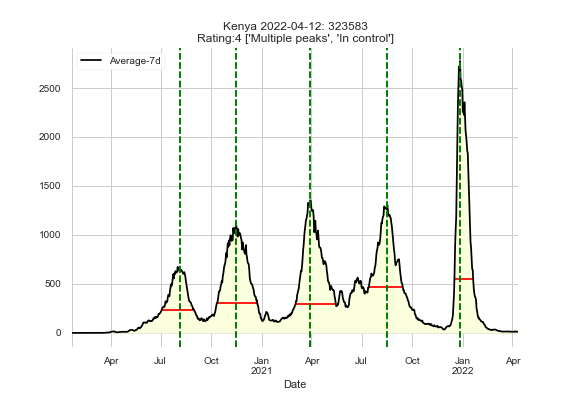 Kenya 2022-04-12: 323583
Rating:4 ['Multiple peaks', 'In control']
Average-7d
2500
2000
1500
1000
500
0
Apr Jul Oct Jan Apr Jul Oct Jan Apr
2021 2022
Date